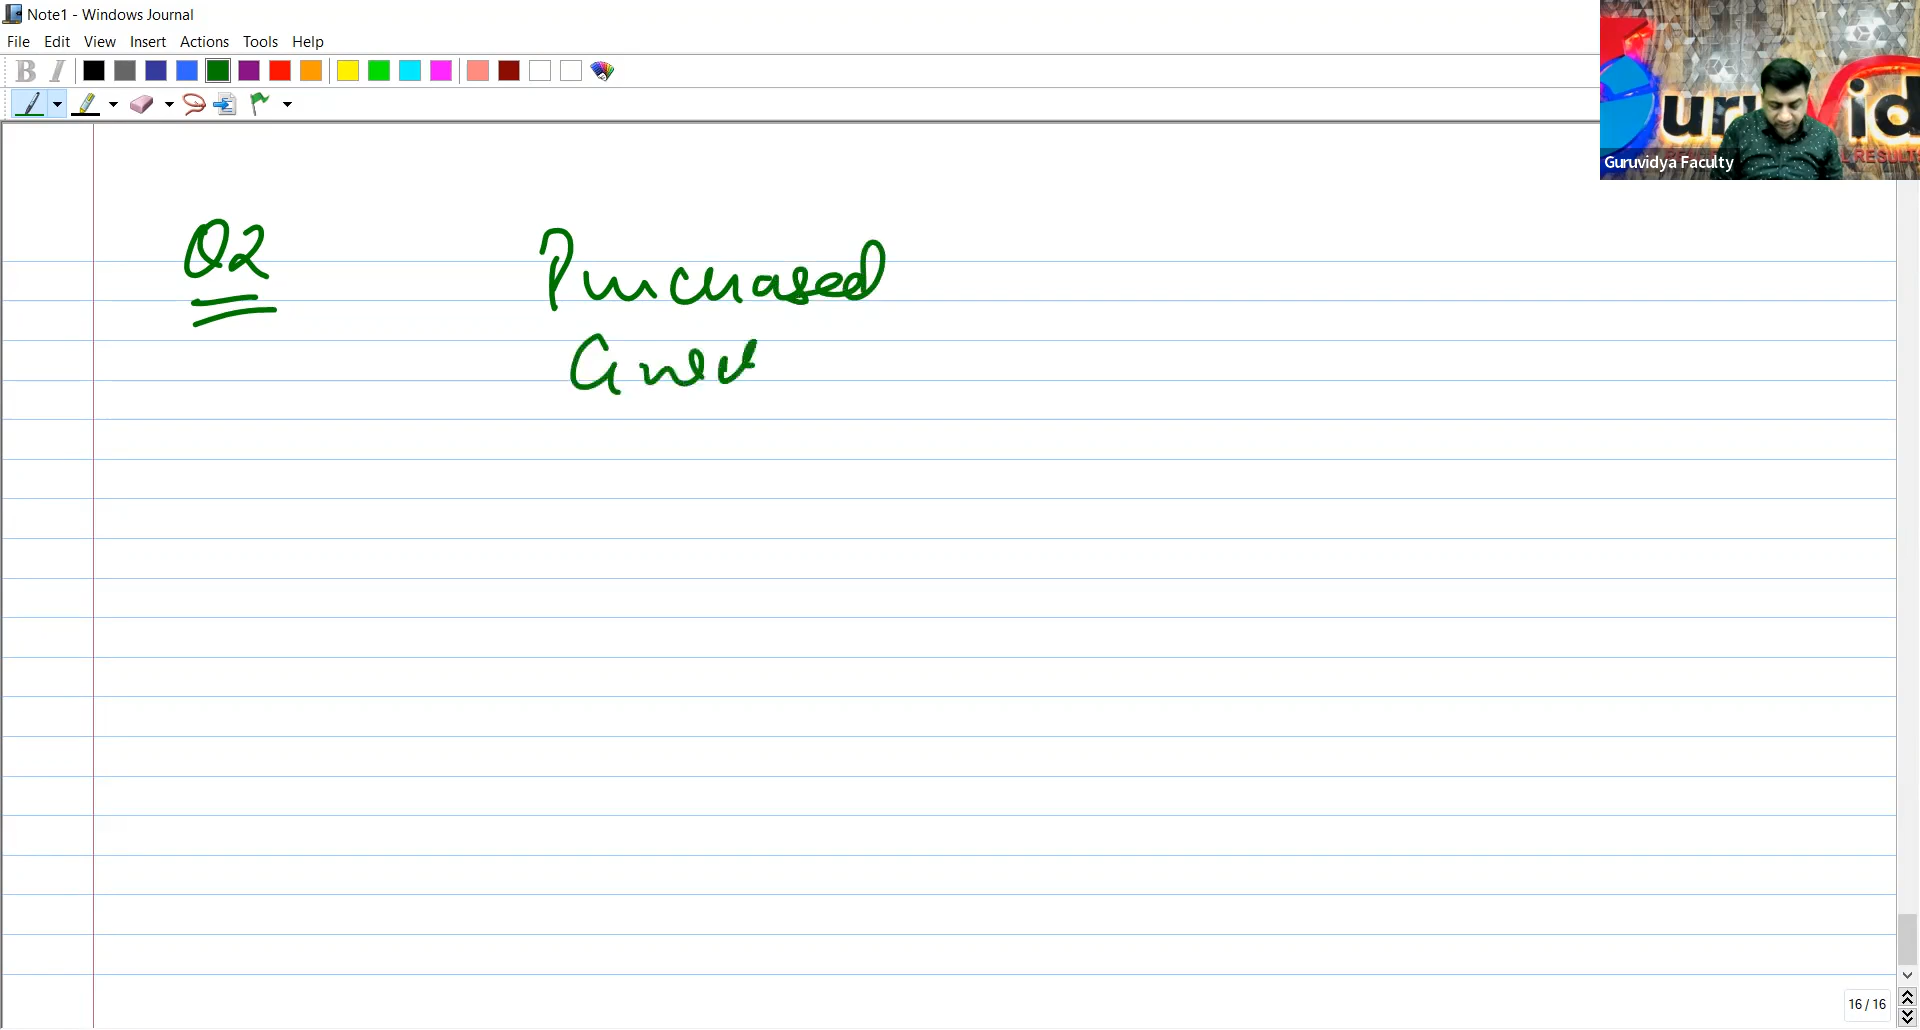 Note1 - Windows Journal
File Edit View Insert Actions Tools Help
B I
Guruvidya Faculty
Q2
Purchased
16 / 16